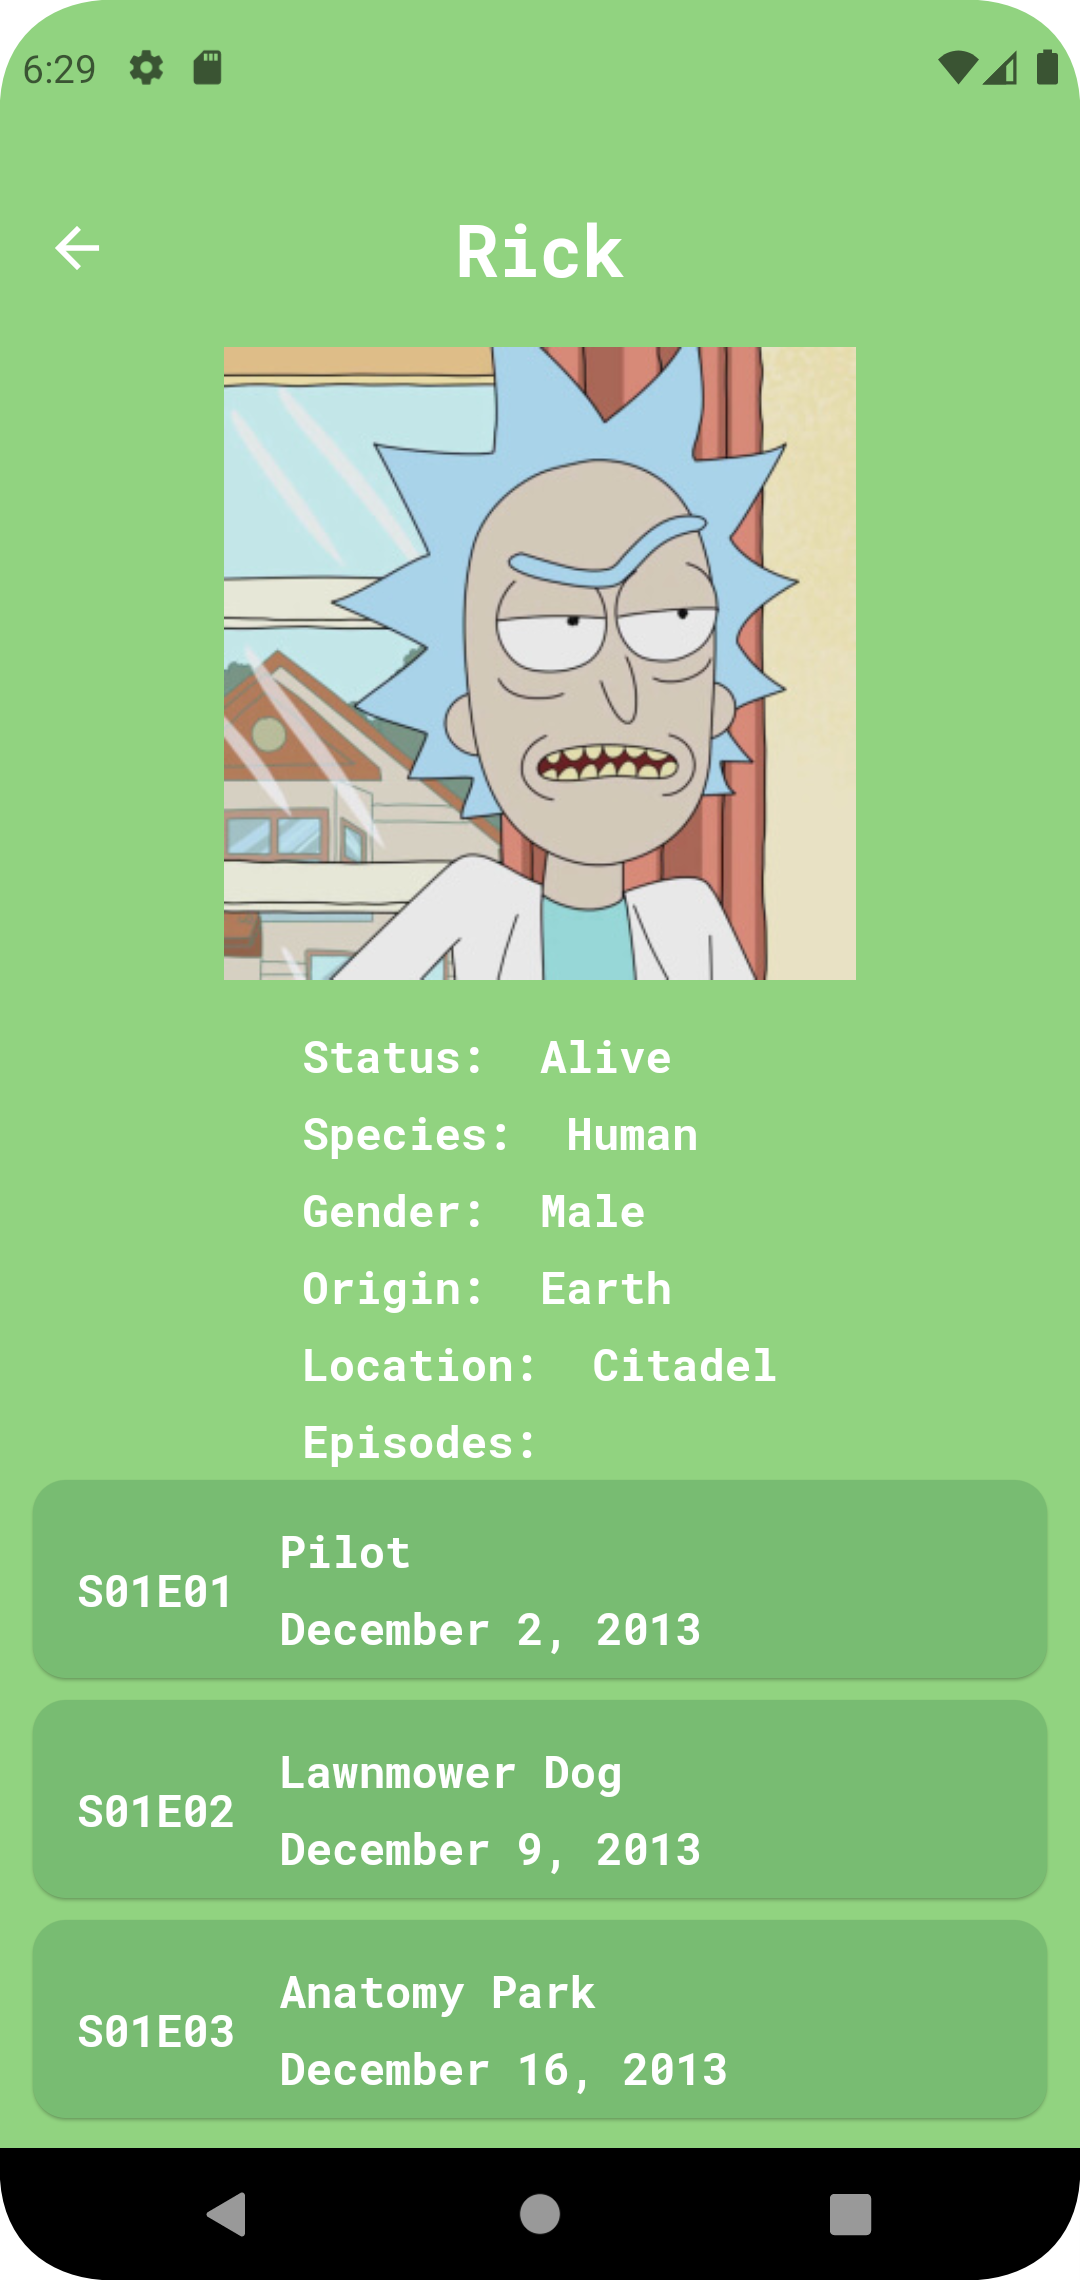 6:29
Rick
Status: Alive
Species: Human
Gender: Male
Origin: Earth
Location: Citadel
Episodes:
S01E01
Pilot
December 2, 2013
S01E02
Lawnmower Dog
December 9, 2013
S01E03
Anatomy Park
December 16, 2013